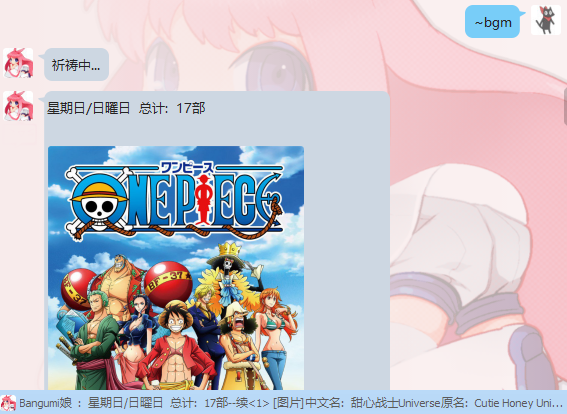 ~bgm
祈祷中...
星期日/日曜日 总计: 17部
ワンピース
ONE PIECE
BF-37
Bangumi娘 : 星期日/日曜日 总计: 17部--续<1> [图片]中文名: 甜心战士Universe原名: Cutie Honey Uni...